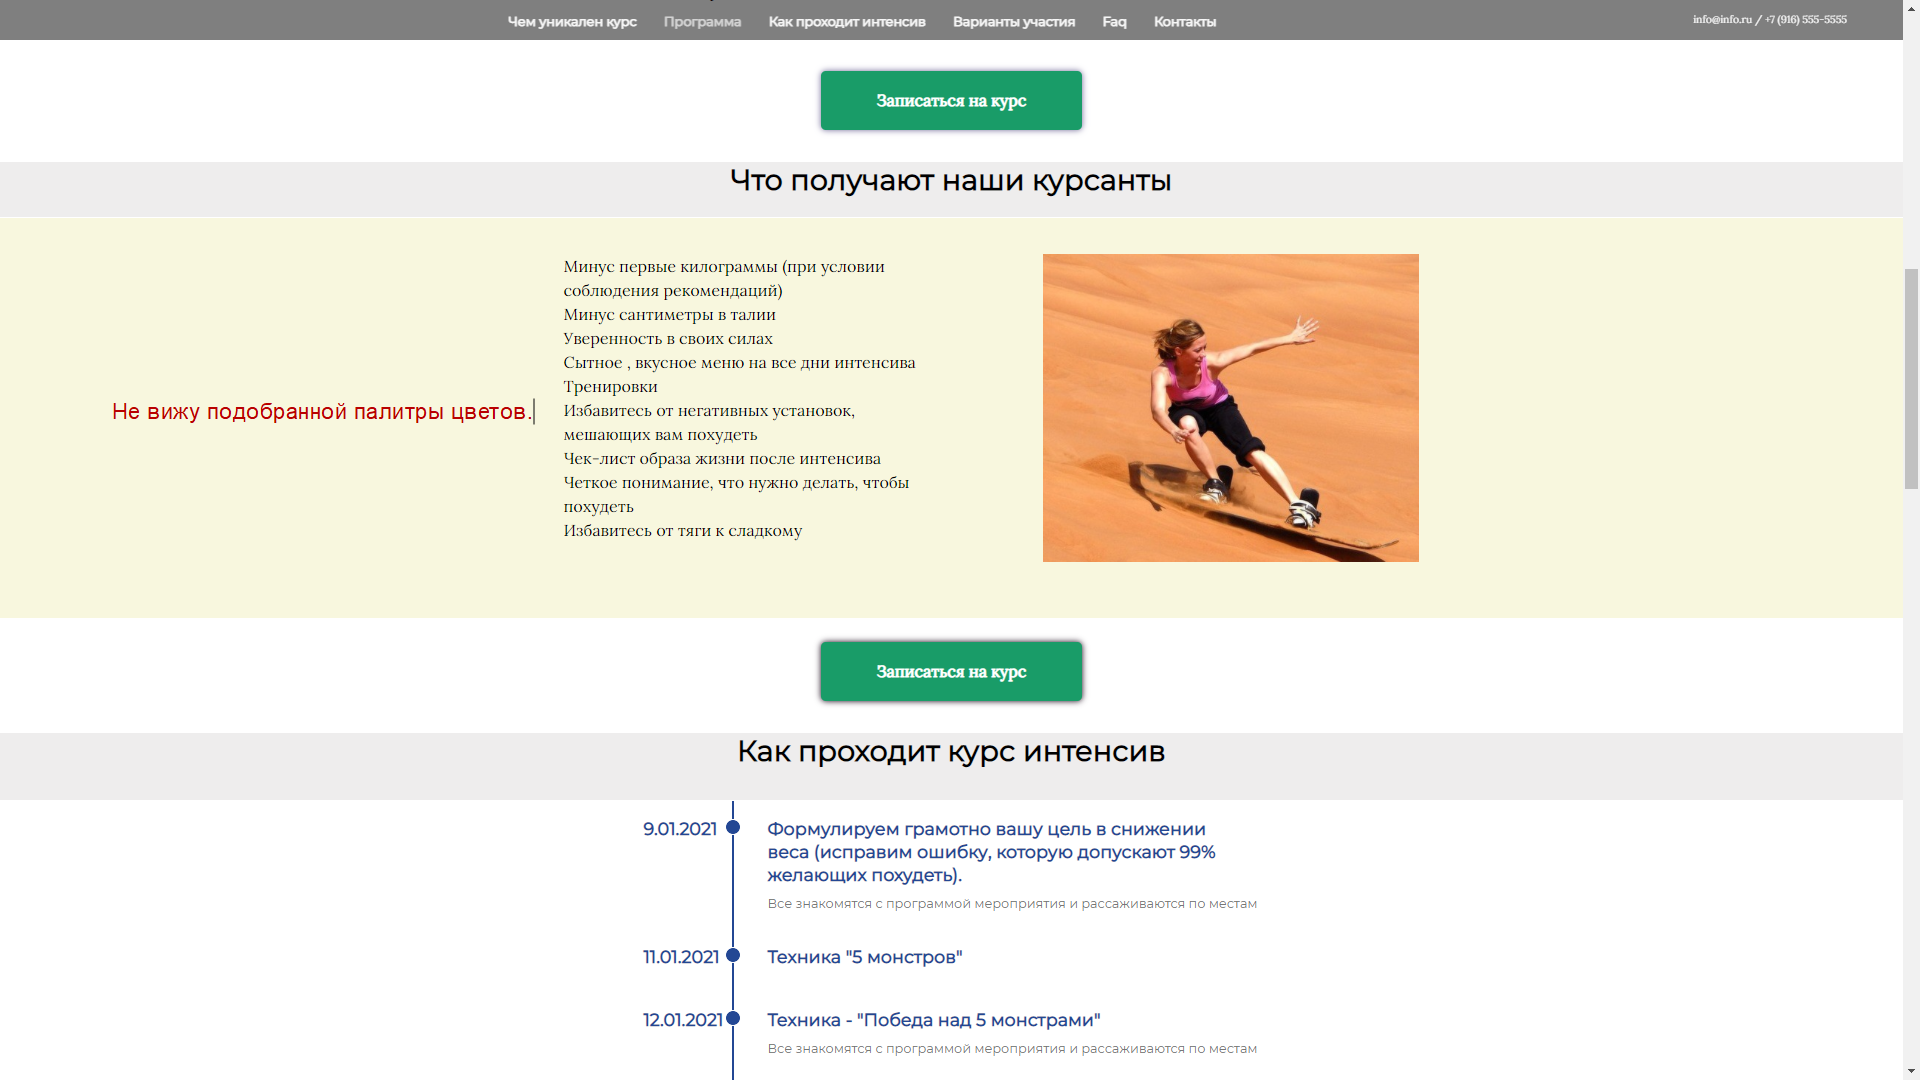 Чем уникален курс Программа Как проходит интенсив Варианты участия Faq Контакты info@info.ru / +7 (916) 555-5555
Записаться на курс
Что получают наши курсанты
Минус первые килограммы (при условии
соблюдения рекомендаций)
Минус сантиметры в талии
Уверенность в своих силах
Сытное , вкусное меню на все дни интенсива
Тренировки
Избавитесь от негативных установок,
мешающих вам похудеть
Чек-лист образа жизни после интенсива
Четкое понимание, что нужно делать, чтобы
похудеть
Избавитесь от тяги к сладкому
Не вижу подобранной палитры цветов.
Записаться на курс
Как проходит курс интенсив
9.01.2021
Формулируем грамотно вашу цель в снижении
веса (исправим ошибку, которую допускают 99%
желающих похудеть).
Все знакомятся с программой мероприятия и рассаживаются по местам
11.01.2021
Техника "5 монстров"
12.01.2021
Техника - "Победа над 5 монстрами"
Все знакомятся с программой мероприятия и рассаживаются по местам